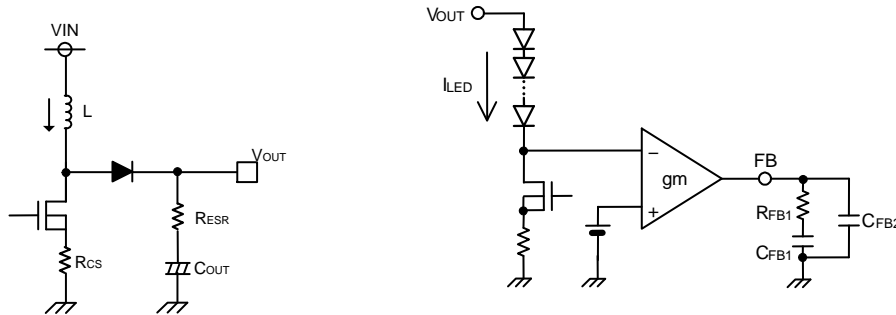 VIN
L
VOUT
RESR
RCS
COUT
VOUT
ILED
−
gm
+
FB
RFB1
CFB1
CFB2